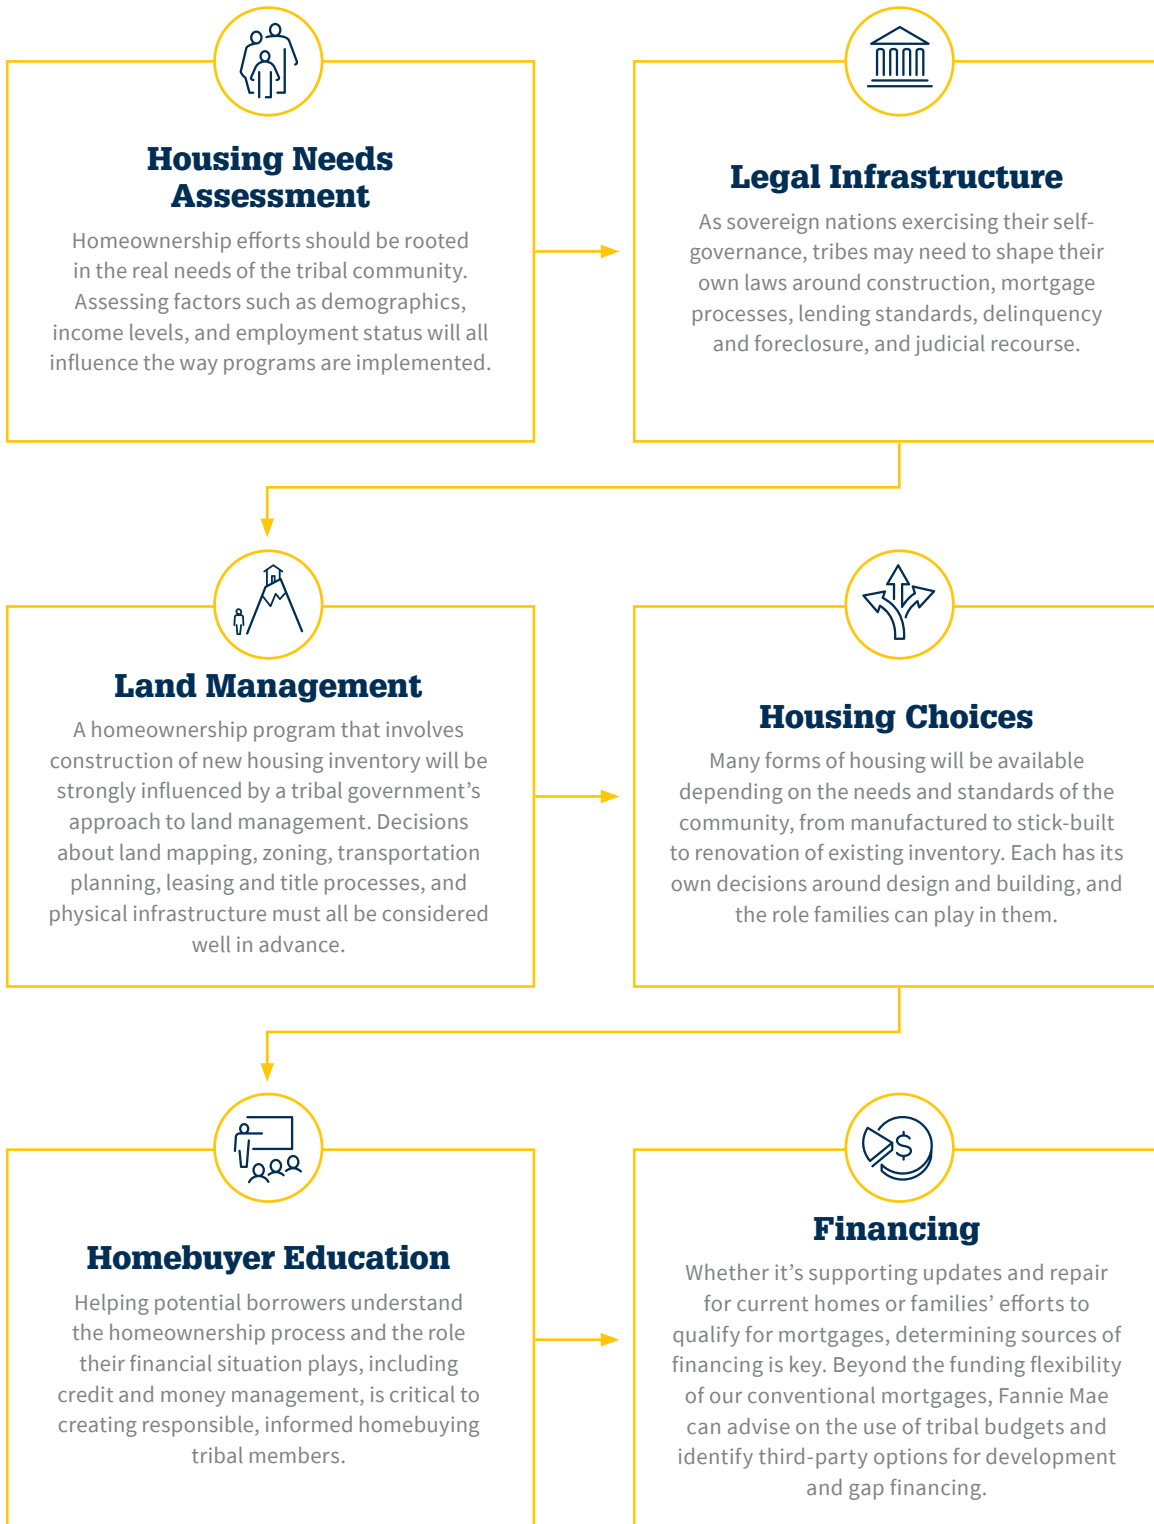 Housing Needs
Assessment
Homeownership efforts should be rooted
in the real needs of the tribal community.
Assessing factors such as demographics,
income levels, and employment status will all
influence the way programs are implemented.
Legal Infrastructure
As sovereign nations exercising their self-
governance, tribes may need to shape their
own laws around construction, mortgage
processes, lending standards, delinquency
and foreclosure, and judicial recourse.
Land Management
A homeownership program that involves
construction of new housing inventory will be
strongly influenced by a tribal government’s
approach to land management. Decisions
about land mapping, zoning, transportation
planning, leasing and title processes, and
physical infrastructure must all be considered
well in advance.
Housing Choices
Many forms of housing will be available
depending on the needs and standards of the
community, from manufactured to stick-built
to renovation of existing inventory. Each has its
own decisions around design and building, and
the role families can play in them.
Homebuyer Education
Helping potential borrowers understand
the homeownership process and the role
their financial situation plays, including
credit and money management, is critical to
creating responsible, informed homebuying
tribal members.
$
Financing
Whether it’s supporting updates and repair
for current homes or families’ efforts to
qualify for mortgages, determining sources of
financing is key. Beyond the funding flexibility
of our conventional mortgages, Fannie Mae
can advise on the use of tribal budgets and
identify third-party options for development
and gap financing.